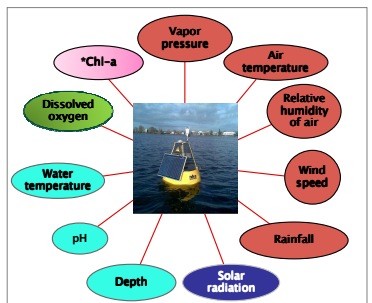 Vapor
pressure
*Chl-a
Air
temperature
Dissolved
oxygen
Relative
humidity
of air
Water
temperature
Wind
speed
pH
Rainfall
Depth
Solar
radiation